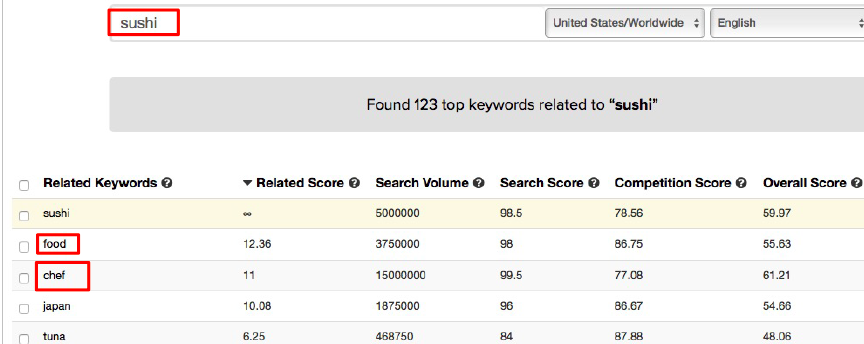 sushi United States/Worldwide English
Found 123 top keywords related to “sushi”
Related Keywords Related Score Search Volume Search Score Competition Score Overall Score
sushi ∞ 5000000 98.5 78.56 59.97
food 12.36 3750000 98 86.75 55.63
chef 11 15000000 99.5 77.08 61.21
japan 10.08 1875000 96 86.67 54.66
tuna 6.25 468750 84 87.88 48.06